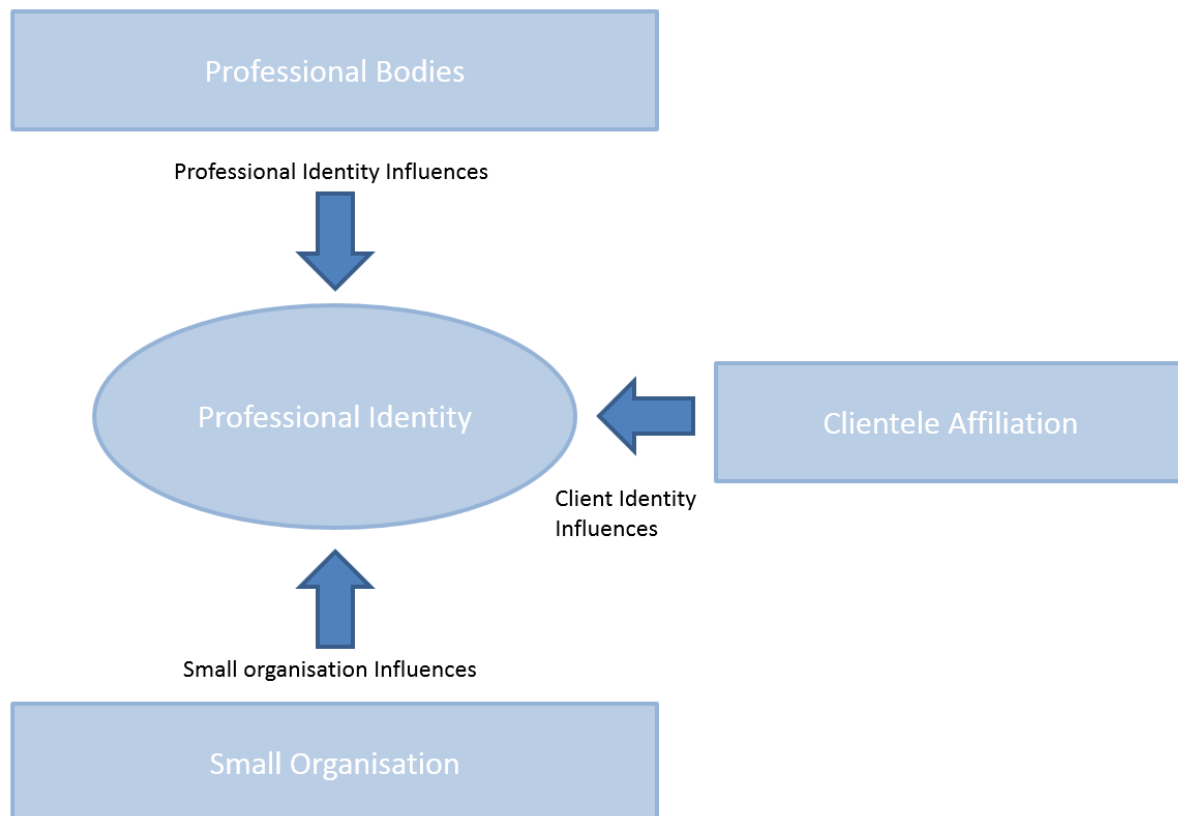 Professional Bodies
Professional Identity Influences
Professional Identity
Clientele Affiliation
Client Identity
Influences
Small organisation Influences
Small Organisation